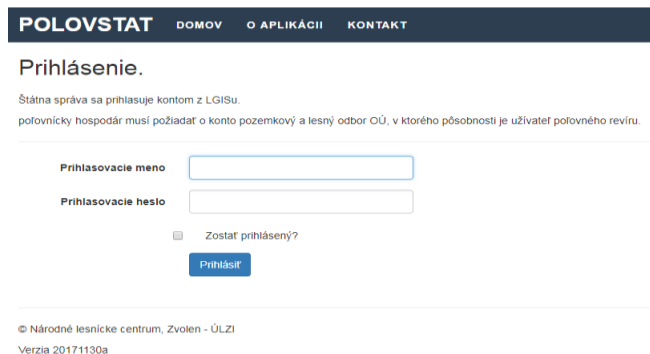 POLOVSTAT DOMOV O APLIKÁCII KONTAKT
Prihlásenie.
Štátna správa sa prihlasuje kontom z LGISu.
poľovnícky hospodár musí požiadať o konto pozemkový a lesný odbor OÚ, v ktorého pôsobnosti je užívateľ poľovného revíru.
Prihlasovacie meno
Prihlasovacie heslo
Zostať prihlásený?
Prihlásiť
© Národné lesnícke centrum, Zvolen - ÚLZI
Verzia 20171130a